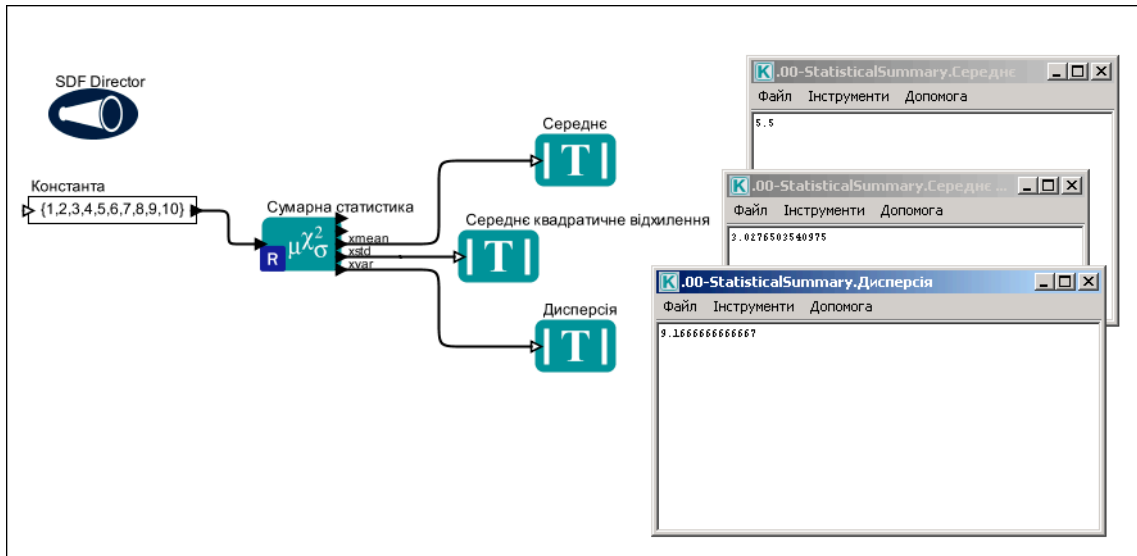 SDF Director
Константа
{1,2,3,4,5,6,7,8,9,10}
Сумарна статистика
μχ²σ
R
xmean
xstd
xvar
Середнє
T
Середнє квадратичне відхилення
T
Дисперсія
T
K .00-StatisticalSummary.Середнє
Файл Інструменти Допомога
5.5
K .00-StatisticalSummary.Середнє ...
Файл Інструменти Допомога
3.0276503540975
K .00-StatisticalSummary.Дисперсія
Файл Інструменти Допомога
9.1666666666667